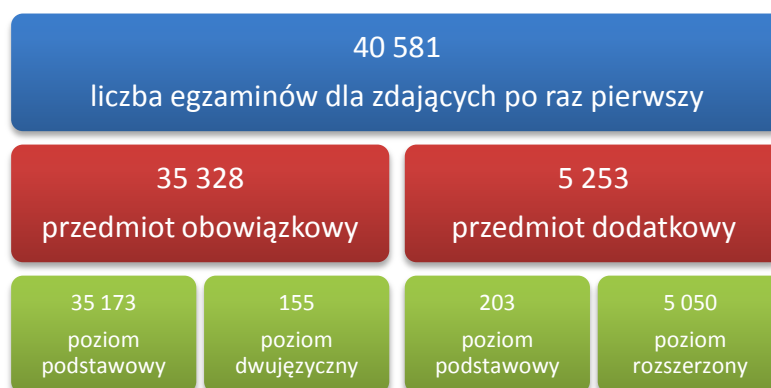 40 581
liczba egzaminów dla zdających po raz pierwszy
35 328
przedmiot obowiązkowy
5 253
przedmiot dodatkowy
35 173
poziom
podstawowy
155
poziom
dwujęzyczny
203
poziom
podstawowy
5 050
poziom
rozszerzony